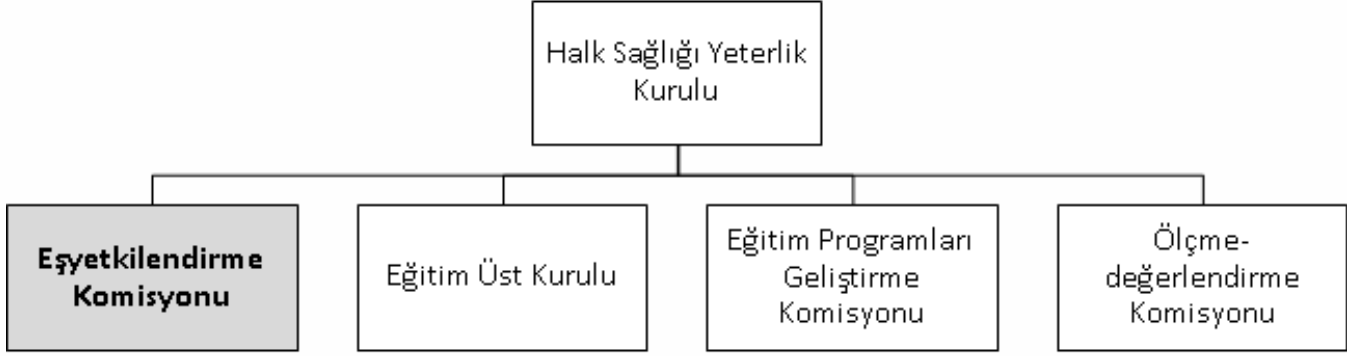 Halk Sağlığı Yeterlik
Kurulu
Eşyetkilendirme
Komisyonu
Eğitim Üst Kurulu
Eğitim Programları
Geliştirme
Komisyonu
Ölçme-
değerlendirme
Komisyonu